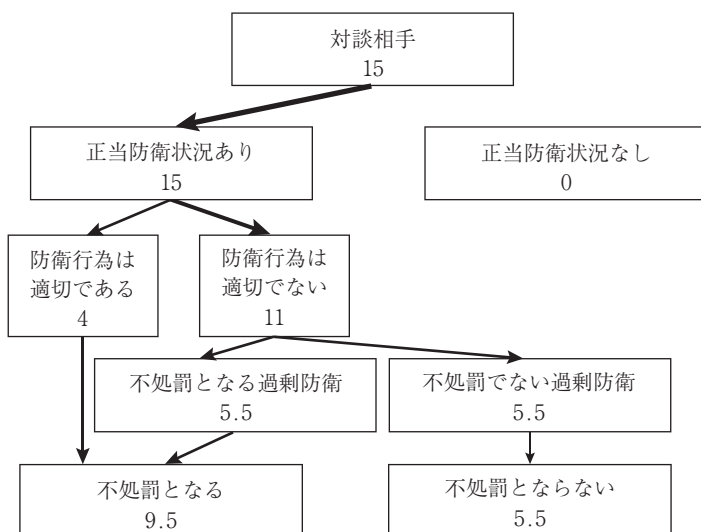 対談相手
15
正当防衛状況あり
15
正当防衛状況なし
0
防衛行為は
適切である
4
防衛行為は
適切でない
11
不処罰となる過剰防衛
5.5
不処罰でない過剰防衛
5.5
不処罰となる
9.5
不処罰とならない
5.5